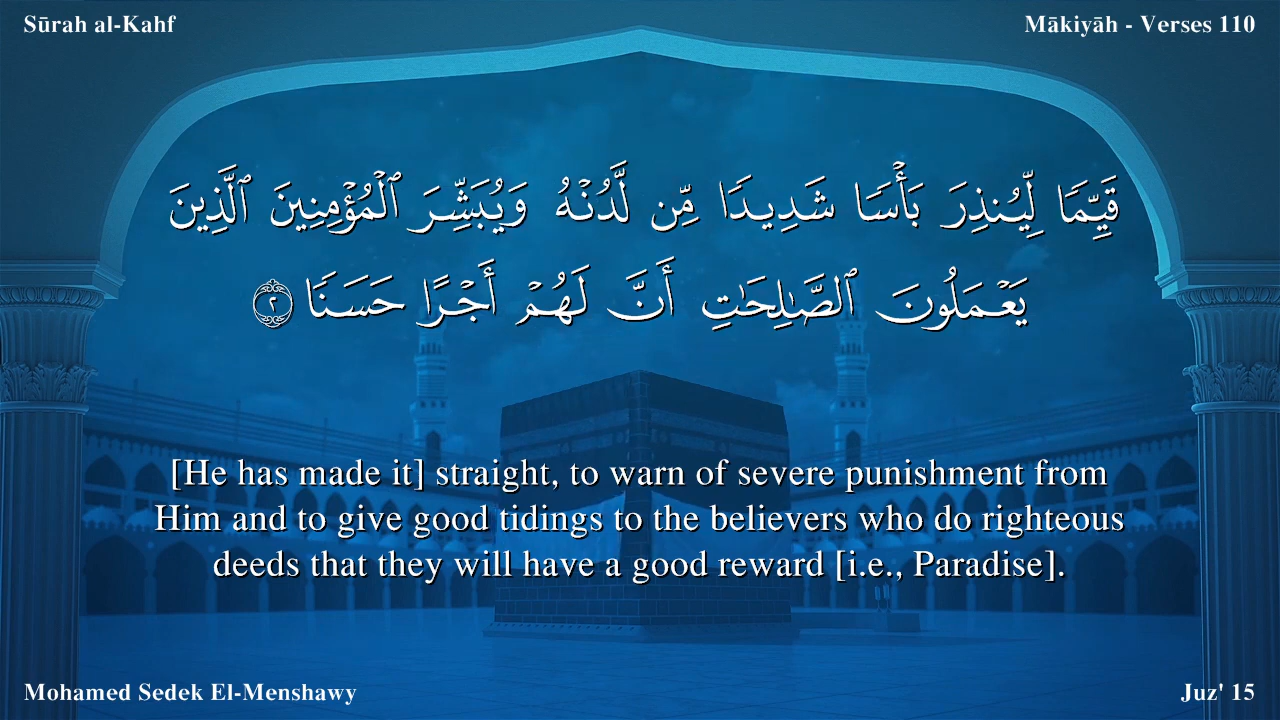 Sūrah al-Kahf
Mākiyāh - Verses 110
قَيِّمًا لِّيُنذِرَ بَأْسًا شَدِيدًا مِّن لَّدُنْهُ وَيُبَشِّرَ ٱلْمُؤْمِنِينَ ٱلَّذِينَ
يَعْمَلُونَ ٱلصَّـٰلِحَـٰتِ أَنَّ لَهُمْ أَجْرًا حَسَنًا ٢
[He has made it] straight, to warn of severe punishment from
Him and to give good tidings to the believers who do righteous
deeds that they will have a good reward [i.e., Paradise].
Mohamed Sedek El-Menshawy
Juz' 15